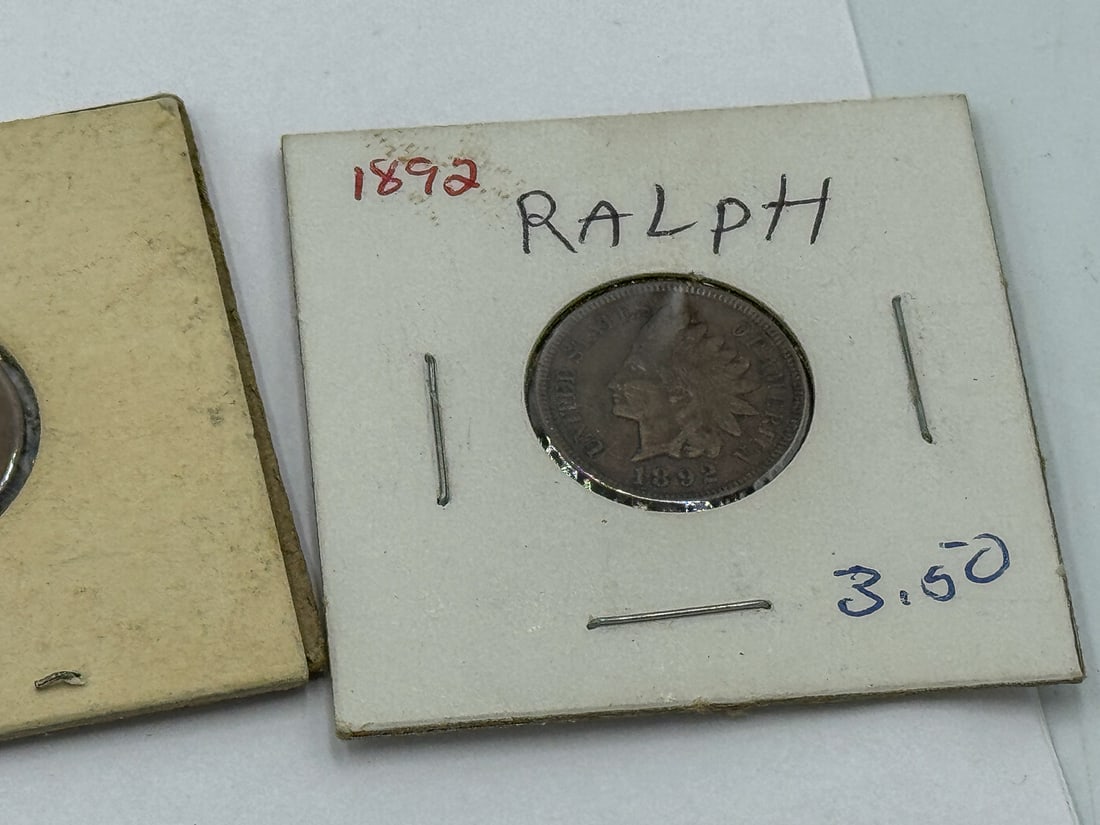 1892
RALPH
UNITED STATES OF AMERICA
1892
3.50